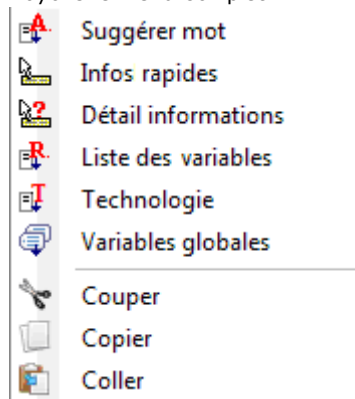 Suggérer mot
Infos rapides
Détail informations
Liste des variables
Technologie
Variables globales
Couper
Copier
Coller